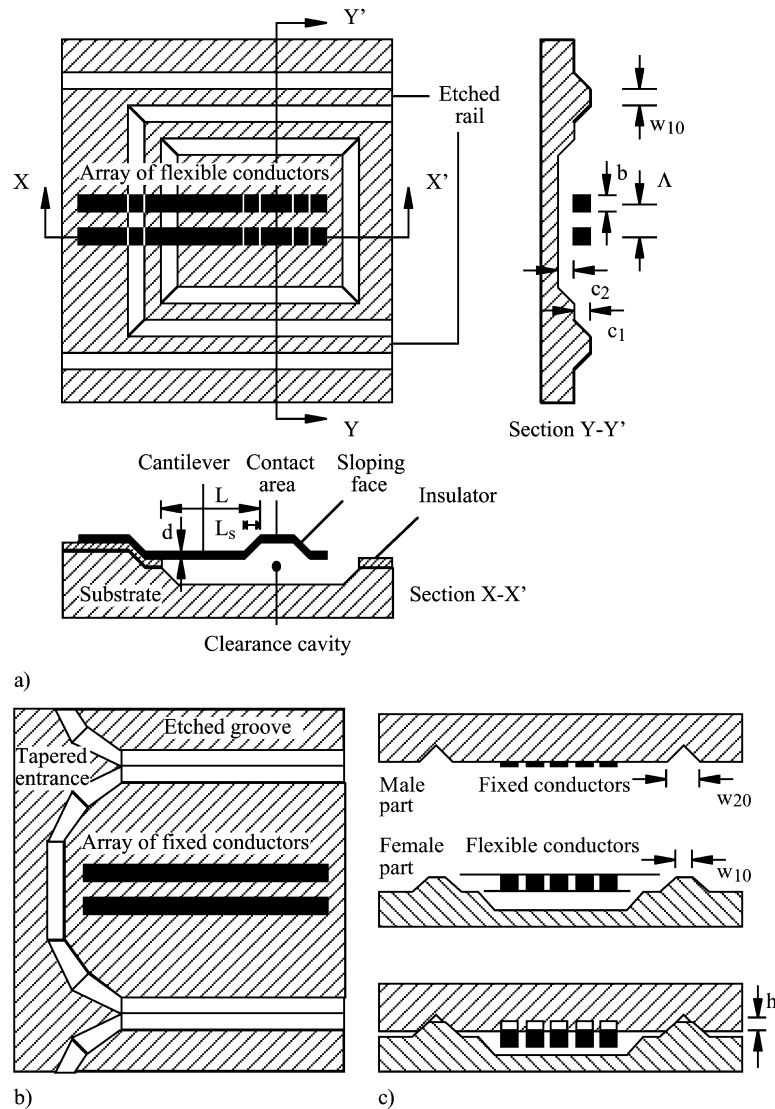 Y'
Etched
rail
w10
Array of flexible conductors
X
X'
b
Λ
c2
c1
Y
Section Y-Y'
Cantilever
Contact
area
Sloping
face
Insulator
L
d
Ls
Substrate
Section X-X'
Clearance cavity
a)
Etched groove
Tapered
entrance
Array of fixed conductors
b)
Male
part
Fixed conductors
w20
Female
part
Flexible conductors
w10
h
c)